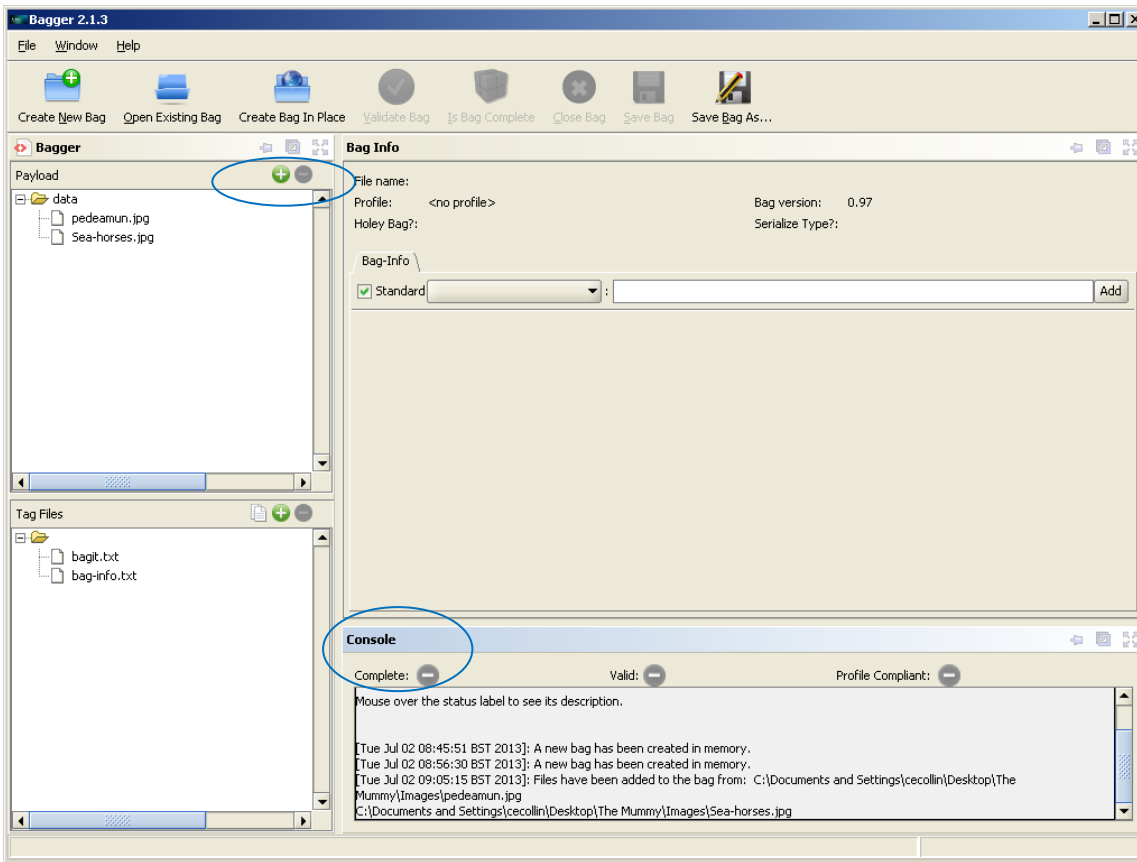 Bagger 2.1.3
File Window Help
Create New Bag Open Existing Bag Create Bag In Place Validate Bag Is Bag Complete Close Bag Save Bag Save Bag As...
Bagger
Payload
data
pedeamun.jpg
Sea-horses.jpg
Tag Files
bagit.txt
bag-info.txt
Bag Info
File name:
Profile: <no profile> Bag version: 0.97
Holey Bag?: Serialize Type?:
Bag-Info
Standard : Add
Console
Complete: Valid: Profile Compliant:
Mouse over the status label to see its description.
[Tue Jul 02 08:45:51 BST 2013]: A new bag has been created in memory.
[Tue Jul 02 08:56:30 BST 2013]: A new bag has been created in memory.
[Tue Jul 02 09:05:15 BST 2013]: Files have been added to the bag from: C:\Documents and Settings\cecollin\Desktop\The
Mummy\Images\pedeamun.jpg
C:\Documents and Settings\cecollin\Desktop\The Mummy\Images\Sea-horses.jpg